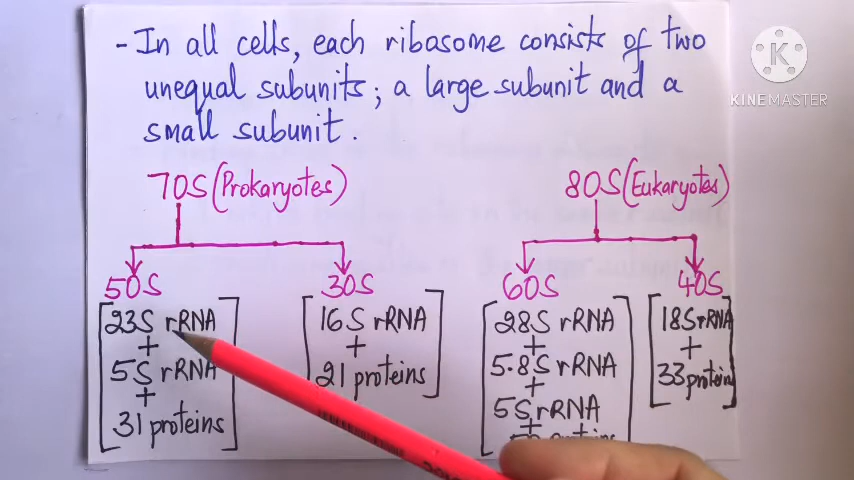 - In all cells, each ribasome consists of two
unequal subunits; a large subunit and a
small subunit.
KINEMASTER
70S (Prokaryotes) 80S (Eukaryotes)
50S 30S 60S 40S
23S rRNA 16S rRNA 28S rRNA 18S rRNA
+ + + +
5S rRNA 21 proteins 5.8S rRNA 33 protein
+ +
31 proteins 5S rRNA
+